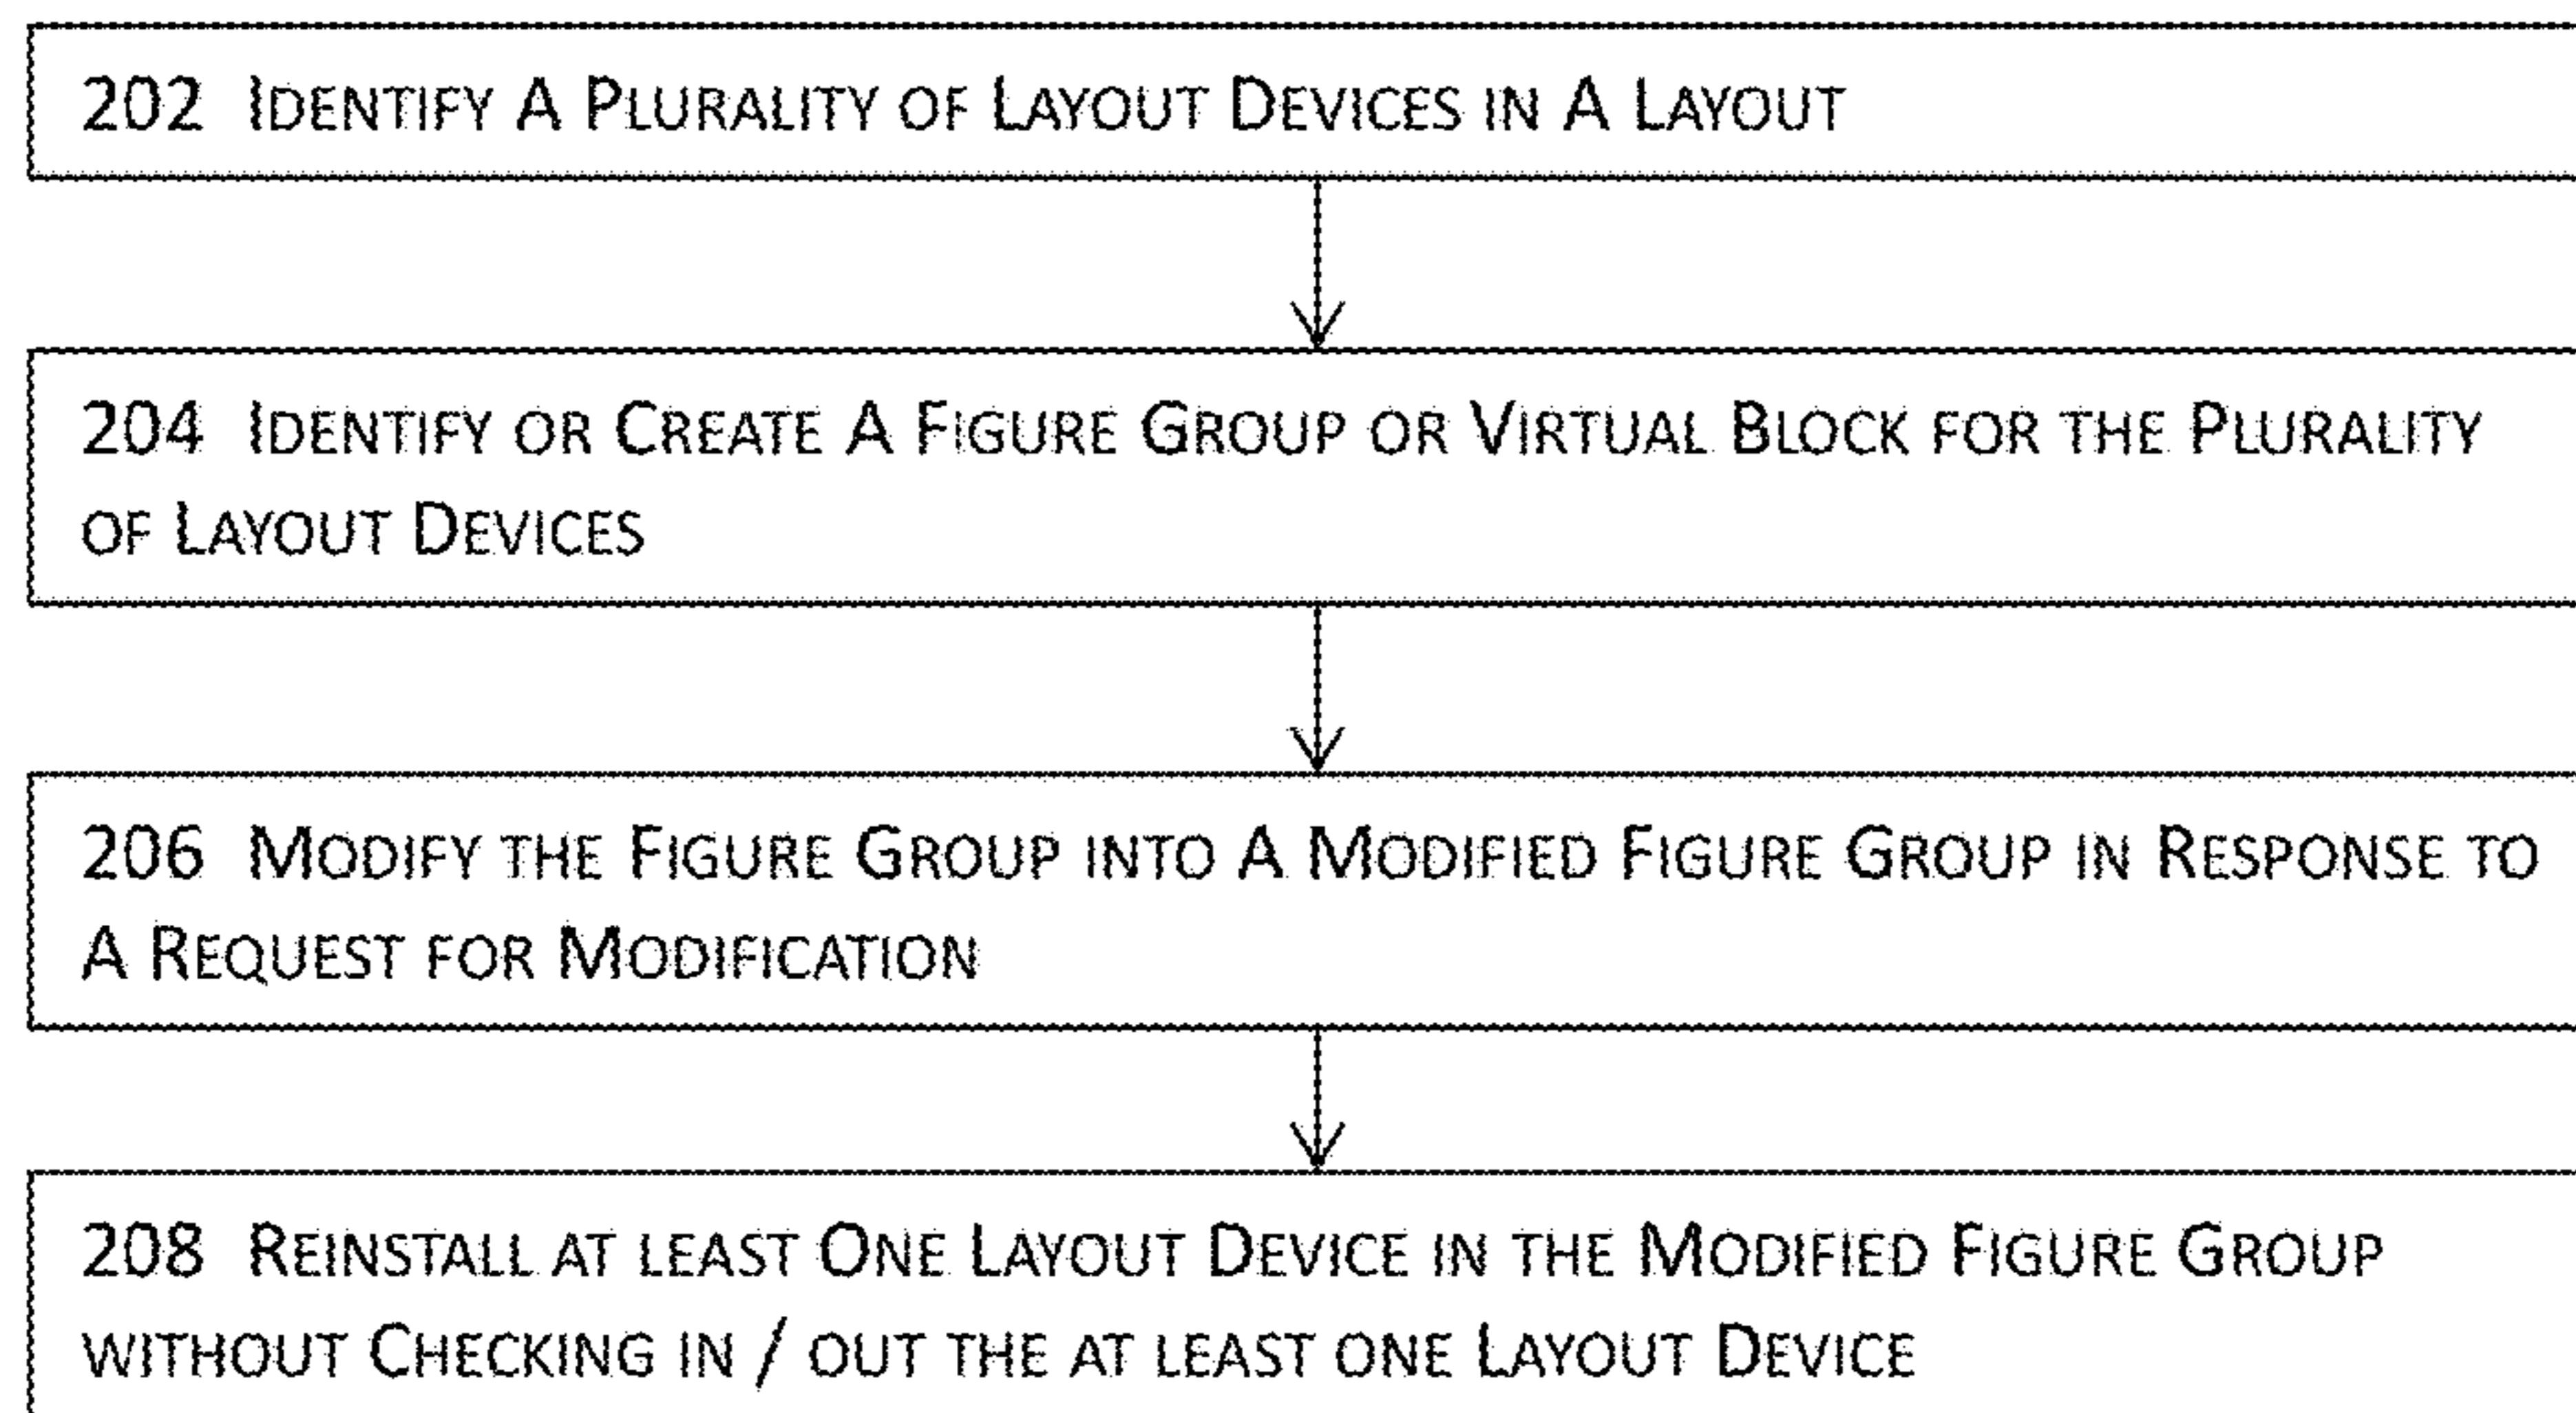 202 Identify A Plurality of Layout Devices in A Layout
204 Identify or Create A Figure Group or Virtual Block for the Plurality
of Layout Devices
206 Modify the Figure Group into A Modified Figure Group in Response to
A Request for Modification
208 Reinstall at least One Layout Device in the Modified Figure Group
without Checking in / out the at least one Layout Device